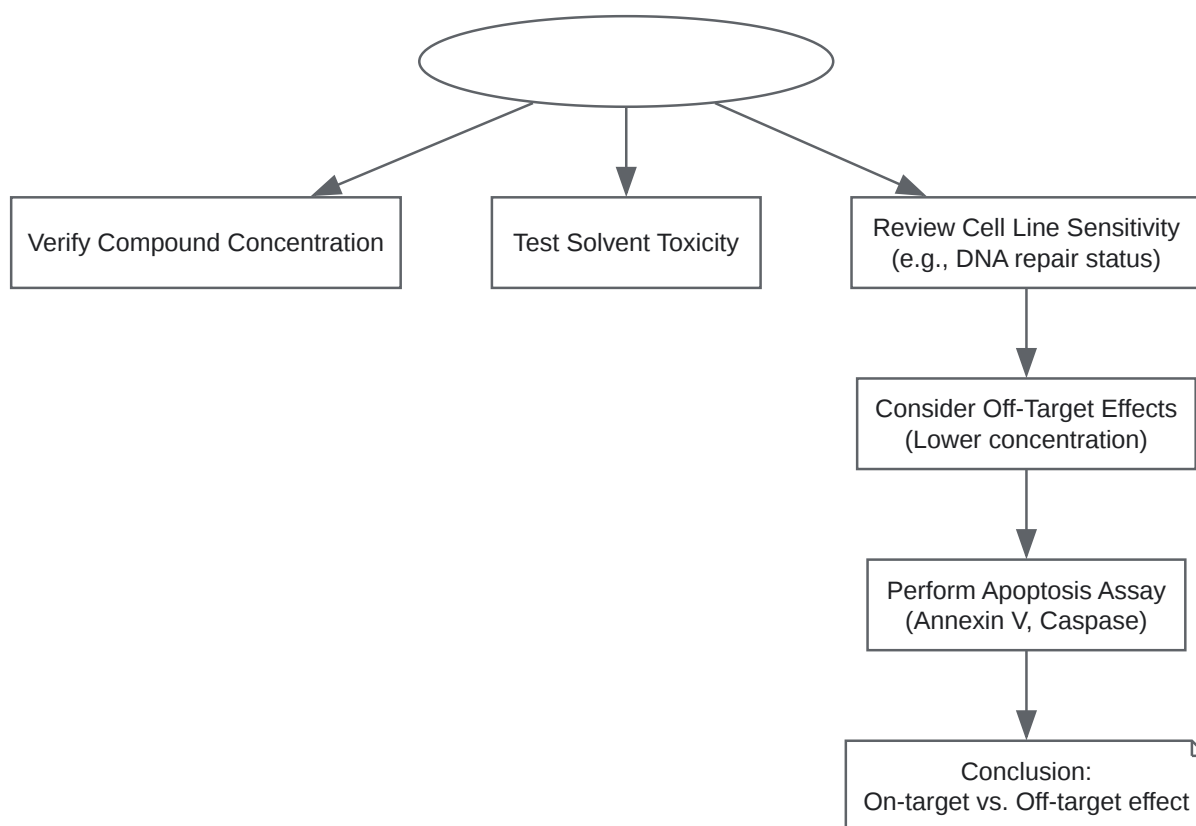 Verify Compound Concentration
Test Solvent Toxicity
Review Cell Line Sensitivity
(e.g., DNA repair status)
Consider Off-Target Effects
(Lower concentration)
Perform Apoptosis Assay
(Annexin V, Caspase)
Conclusion:
On-target vs. Off-target effect